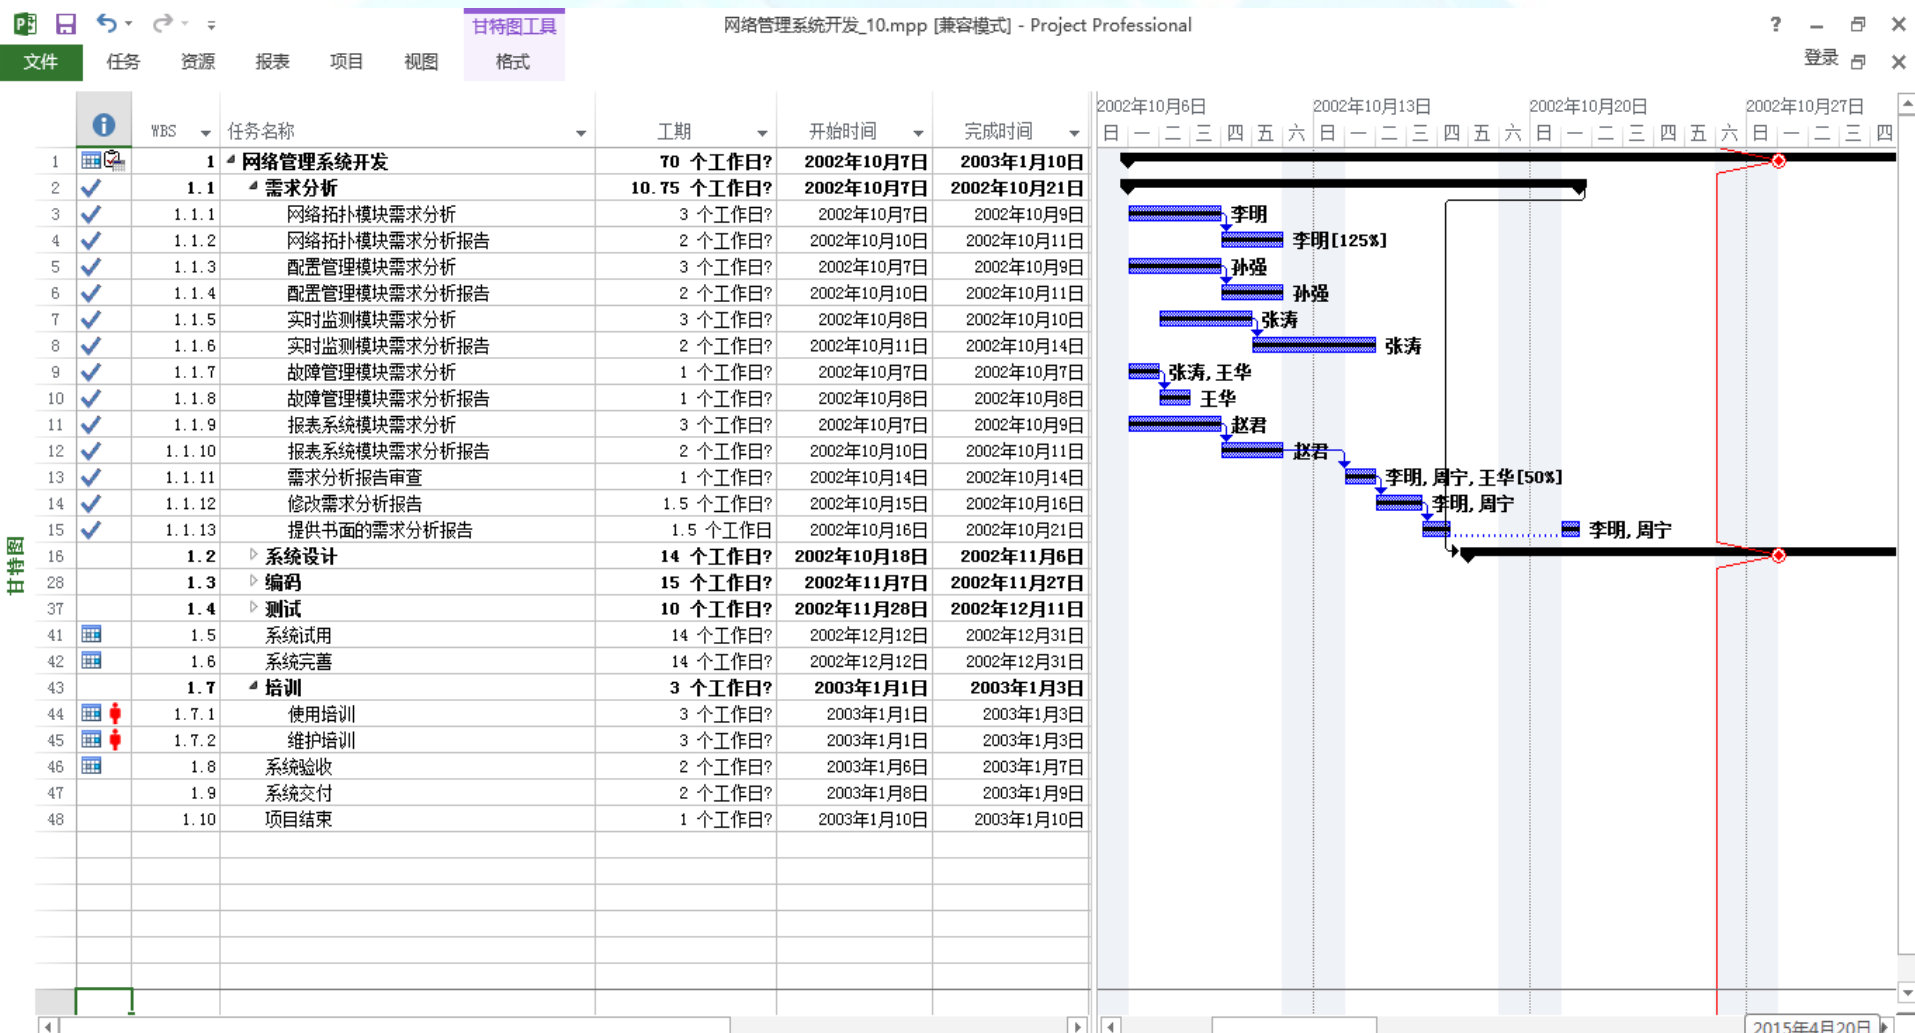 甘特图工具
网络管理系统开发_10.mpp [兼容模式] - Project Professional
?
文件 任务 资源 报表 项目 视图 格式 登录
WBS 任务名称 工期 开始时间 完成时间
2002年10月6日 2002年10月13日 2002年10月20日 2002年10月27日
日 一 二 三 四 五 六 日 一 二 三 四 五 六 日 一 二 三 四 五 六 日 一 二 三 四
1 1 网络管理系统开发 70 个工作日? 2002年10月7日 2003年1月10日
2 1.1 需求分析 10.75 个工作日? 2002年10月7日 2002年10月21日
3 1.1.1 网络拓扑模块需求分析 3 个工作日? 2002年10月7日 2002年10月9日 李明
4 1.1.2 网络拓扑模块需求分析报告 2 个工作日? 2002年10月10日 2002年10月11日 李明[125%]
5 1.1.3 配置管理模块需求分析 3 个工作日? 2002年10月7日 2002年10月9日 孙强
6 1.1.4 配置管理模块需求分析报告 2 个工作日? 2002年10月10日 2002年10月11日 孙强
7 1.1.5 实时监测模块需求分析 3 个工作日? 2002年10月8日 2002年10月10日 张涛
8 1.1.6 实时监测模块需求分析报告 2 个工作日? 2002年10月11日 2002年10月14日 张涛
9 1.1.7 故障管理模块需求分析 1 个工作日? 2002年10月7日 2002年10月7日 张涛, 王华
10 1.1.8 故障管理模块需求分析报告 1 个工作日? 2002年10月8日 2002年10月8日 王华
11 1.1.9 报表系统模块需求分析 3 个工作日? 2002年10月7日 2002年10月9日 赵君
12 1.1.10 报表系统模块需求分析报告 2 个工作日? 2002年10月10日 2002年10月11日 赵君
13 1.1.11 需求分析报告审查 1 个工作日? 2002年10月14日 2002年10月14日 李明, 周宁, 王华[50%]
14 1.1.12 修改需求分析报告 1.5 个工作日? 2002年10月15日 2002年10月16日 李明, 周宁
15 1.1.13 提供书面的需求分析报告 1.5 个工作日 2002年10月16日 2002年10月21日 李明, 周宁
16 1.2 系统设计 14 个工作日? 2002年10月18日 2002年11月6日
28 1.3 编码 15 个工作日? 2002年11月7日 2002年11月27日
37 1.4 测试 10 个工作日? 2002年11月28日 2002年12月11日
41 1.5 系统试用 14 个工作日? 2002年12月12日 2002年12月31日
42 1.6 系统完善 14 个工作日? 2002年12月12日 2002年12月31日
43 1.7 培训 3 个工作日? 2003年1月1日 2003年1月3日
44 1.7.1 使用培训 3 个工作日? 2003年1月1日 2003年1月3日
45 1.7.2 维护培训 3 个工作日? 2003年1月1日 2003年1月3日
46 1.8 系统验收 2 个工作日? 2003年1月6日 2003年1月7日
47 1.9 系统交付 2 个工作日? 2003年1月8日 2003年1月9日
48 1.10 项目结束 1 个工作日? 2003年1月10日 2003年1月10日
甘特图
2015年4月20日